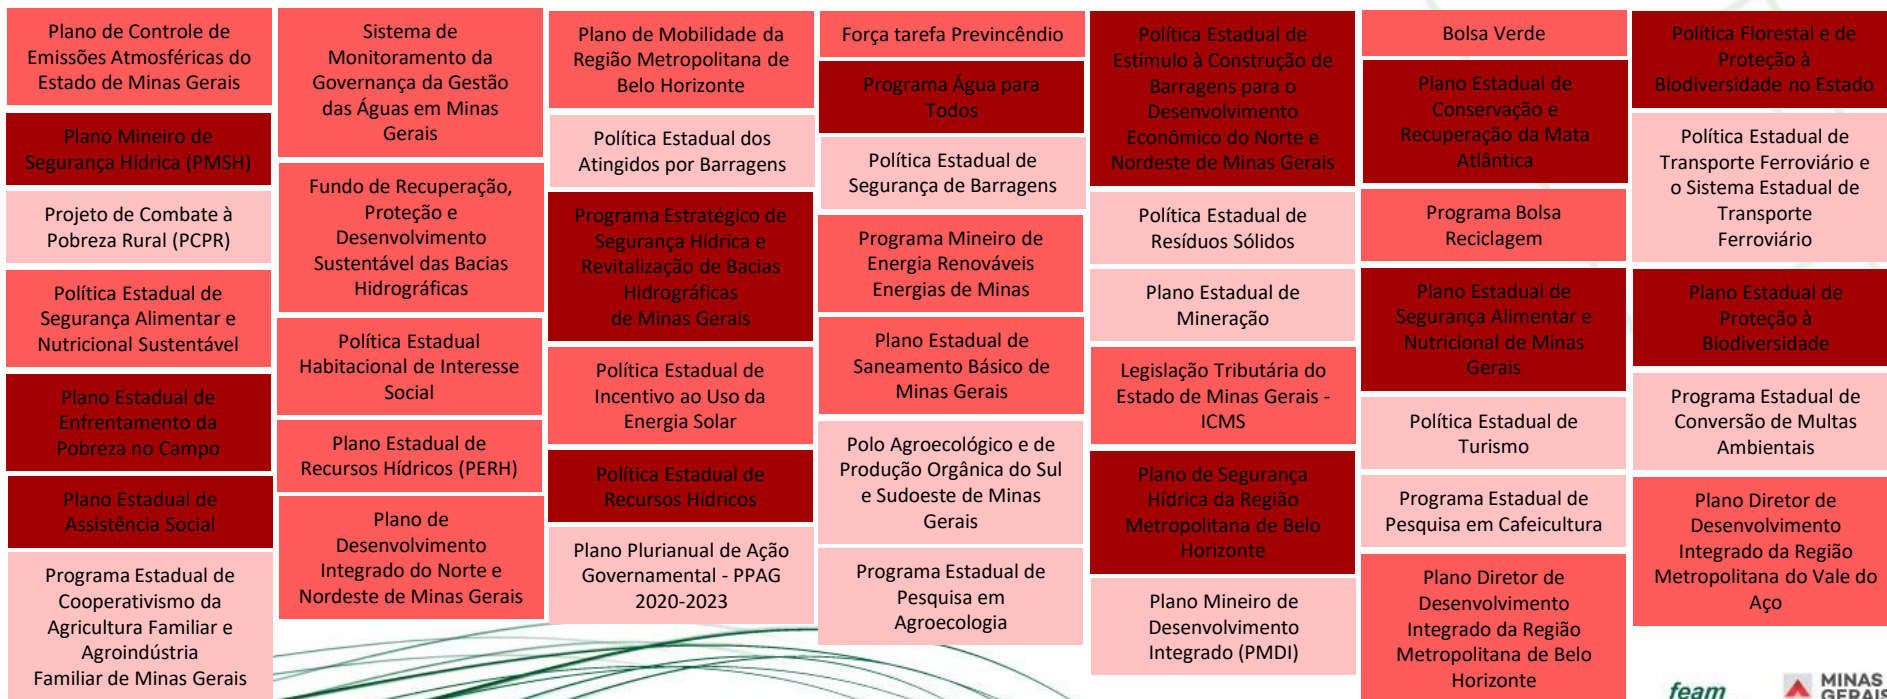 Plano de Controle de
Emissões Atmosféricas do
Estado de Minas Gerais
Plano Mineiro de
Segurança Hídrica (PMSH)
Projeto de Combate à
Pobreza Rural (PCPR)
Política Estadual de
Segurança Alimentar e
Nutricional Sustentável
Plano Estadual de
Enfrentamento da
Pobreza no Campo
Plano Estadual de
Assistência Social
Programa Estadual de
Cooperativismo da
Agricultura Familiar e
Agroindústria
Familiar de Minas Gerais
Sistema de
Monitoramento da
Governança da Gestão
das Águas em Minas
Gerais
Fundo de Recuperação,
Proteção e
Desenvolvimento
Sustentável das Bacias
Hidrográficas
Política Estadual
Habitacional de Interesse
Social
Plano Estadual de
Recursos Hídricos (PERH)
Plano de
Desenvolvimento
Integrado do Norte e
Nordeste de Minas Gerais
Plano de Mobilidade da
Região Metropolitana de
Belo Horizonte
Política Estadual dos
Atingidos por Barragens
Programa Estratégico de
Segurança Hídrica e
Revitalização de Bacias
Hidrográficas
de Minas Gerais
Política Estadual de
Incentivo ao Uso da
Energia Solar
Política Estadual de
Recursos Hídricos
Plano Plurianual de Ação
Governamental - PPAG
2020-2023
Força tarefa Previncêndio
Programa Água para
Todos
Política Estadual de
Segurança de Barragens
Programa Mineiro de
Energia Renováveis
Energias de Minas
Plano Estadual de
Saneamento Básico de
Minas Gerais
Polo Agroecológico e de
Produção Orgânica do Sul
e Sudoeste de Minas
Gerais
Programa Estadual de
Pesquisa em
Agroecologia
Política Estadual de
Estímulo à Construção de
Barragens para o
Desenvolvimento
Econômico do Norte e
Nordeste de Minas Gerais
Política Estadual de
Resíduos Sólidos
Plano Estadual de
Mineração
Legislação Tributária do
Estado de Minas Gerais -
ICMS
Plano de Segurança
Hídrica da Região
Metropolitana de Belo
Horizonte
Plano Mineiro de
Desenvolvimento
Integrado (PMDI)
Bolsa Verde
Plano Estadual de
Conservação e
Recuperação da Mata
Atlântica
Programa Bolsa
Reciclagem
Plano Estadual de
Segurança Alimentar e
Nutricional de Minas
Gerais
Política Estadual de
Turismo
Programa Estadual de
Pesquisa em Cafeicultura
Plano Diretor de
Desenvolvimento
Integrado da Região
Metropolitana de Belo
Horizonte
Política Florestal e de
Proteção à
Biodiversidade no Estado
Política Estadual de
Transporte Ferroviário e
o Sistema Estadual de
Transporte
Ferroviário
Plano Estadual de
Proteção à
Biodiversidade
Programa Estadual de
Conversão de Multas
Ambientais
Plano Diretor de
Desenvolvimento
Integrado da Região
Metropolitana do Vale do
Aço
feam
MINAS
GERAIS